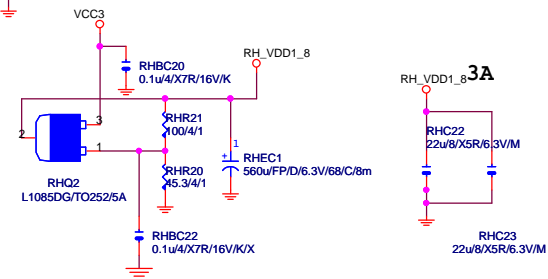 VCC3
RHBC20
0.1u/4/X7R/16V/K
RH_VDD1_8
3
2
1
RHR21
100/4/1
RHR20
45.3/4/1
1
+
RHEC1
560u/FP/D/6.3V/68/C/8m
RHQ2
L1085DG/TO252/5A
RHBC22
0.1u/4/X7R/16V/K/X
RH_VDD1_8
3A
RHC22
22u/8/X5R/6.3V/M
RHC23
22u/8/X5R/6.3V/M